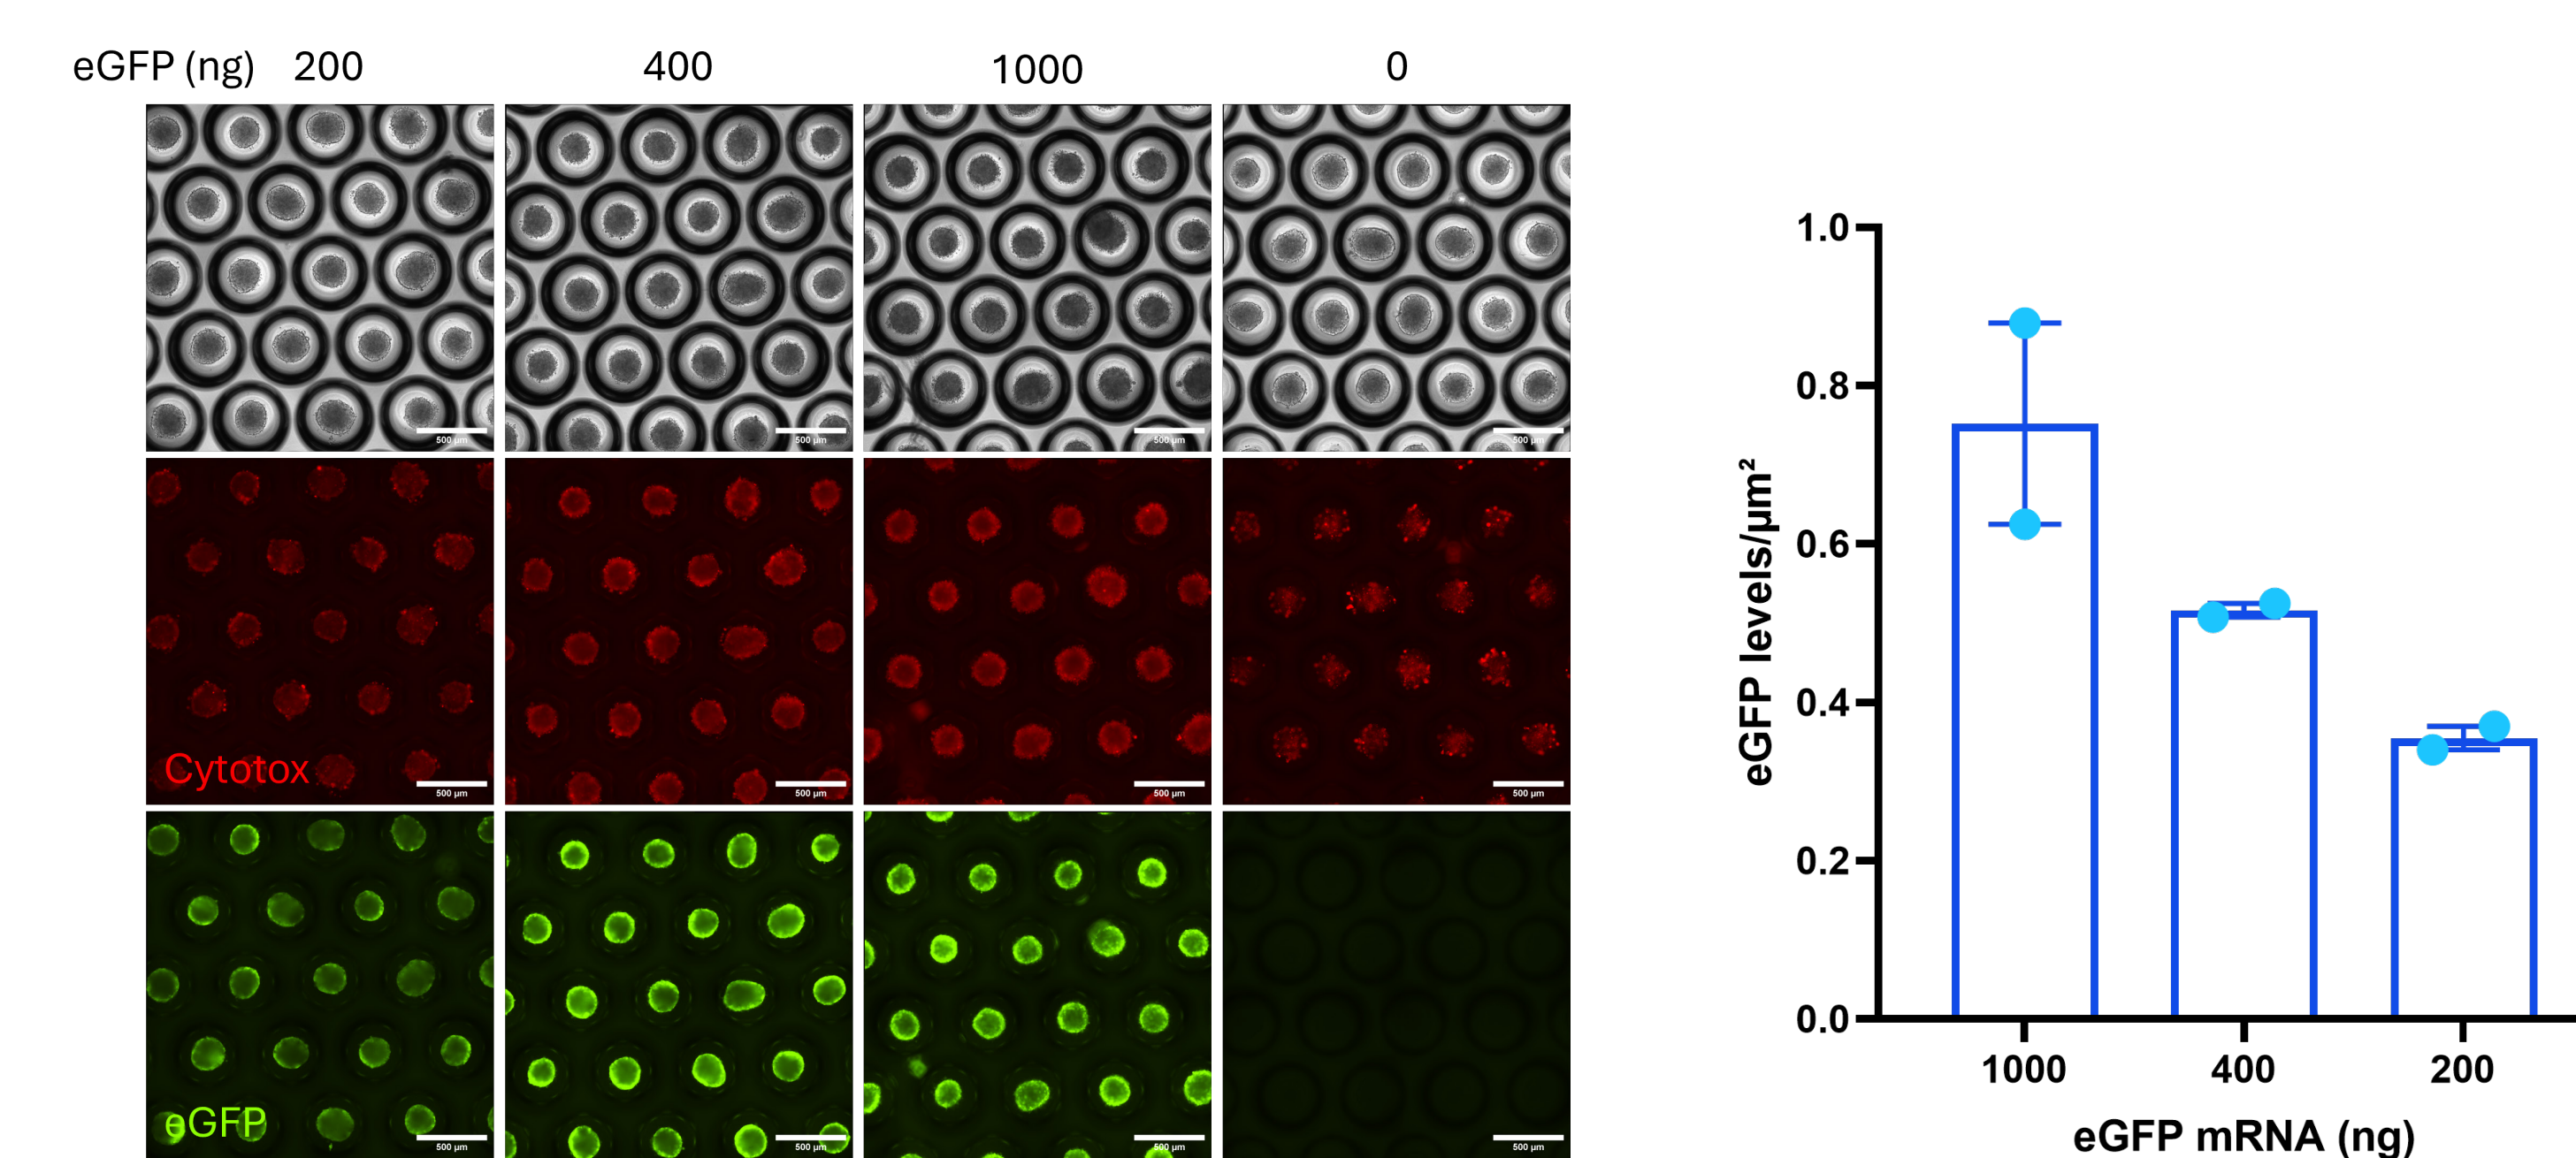 eGFP (ng) 200 400 1000 0
500 µm 500 µm 500 µm 500 µm
Cytotox
500 µm 500 µm 500 µm 500 µm
eGFP
500 µm 500 µm 500 µm 500 µm
eGFP levels/µm²
1.0
0.8
0.6
0.4
0.2
0.0
1000 400 200
eGFP mRNA (ng)